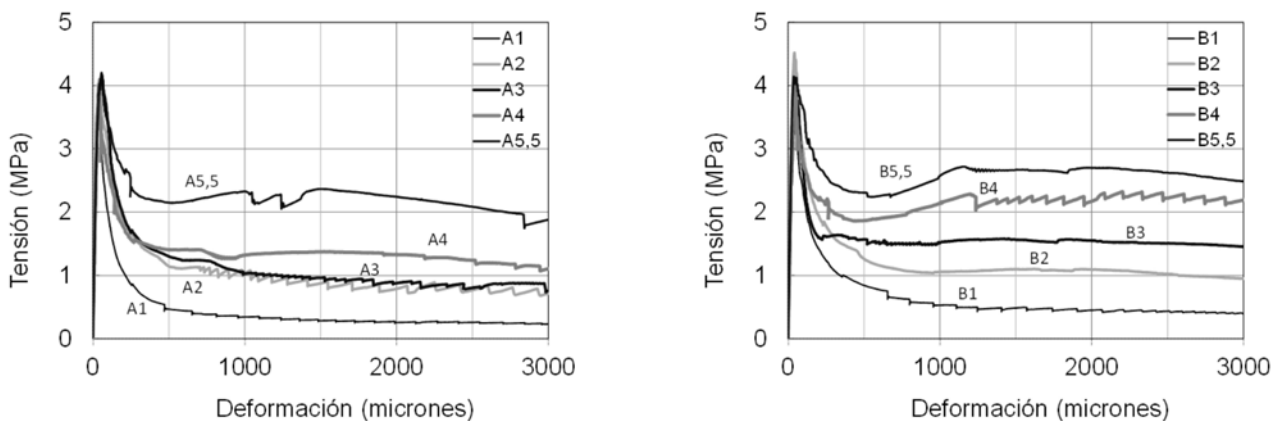 Tensión (MPa)
5
4
3
2
1
0
0 1000 2000 3000
Deformación (micrones)
A1
A2
A3
A4
A5,5
A5,5
A4
A3
A2
A1
Tensión (MPa)
5
4
3
2
1
0
0 1000 2000 3000
Deformación (micrones)
B1
B2
B3
B4
B5,5
B5,5
B4
B3
B2
B1